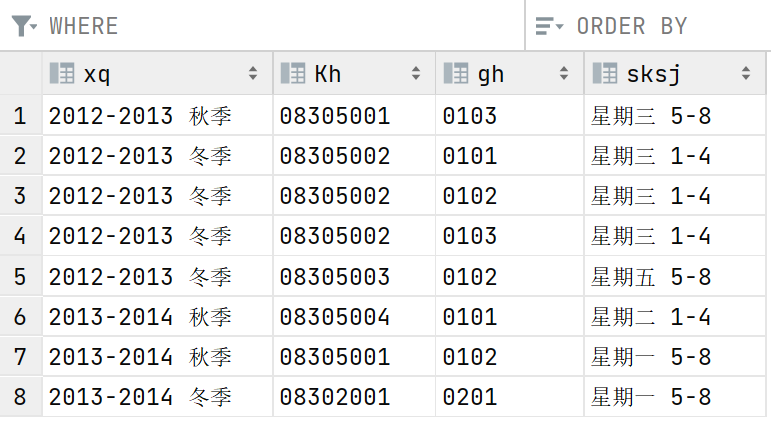 WHERE ORDER BY
xq Kh gh sksj
1 2012-2013 秋季 08305001 0103 星期三 5-8
2 2012-2013 冬季 08305002 0101 星期三 1-4
3 2012-2013 冬季 08305002 0102 星期三 1-4
4 2012-2013 冬季 08305002 0103 星期三 1-4
5 2012-2013 冬季 08305003 0102 星期五 5-8
6 2013-2014 秋季 08305004 0101 星期二 1-4
7 2013-2014 秋季 08305001 0102 星期一 5-8
8 2013-2014 冬季 08302001 0201 星期一 5-8